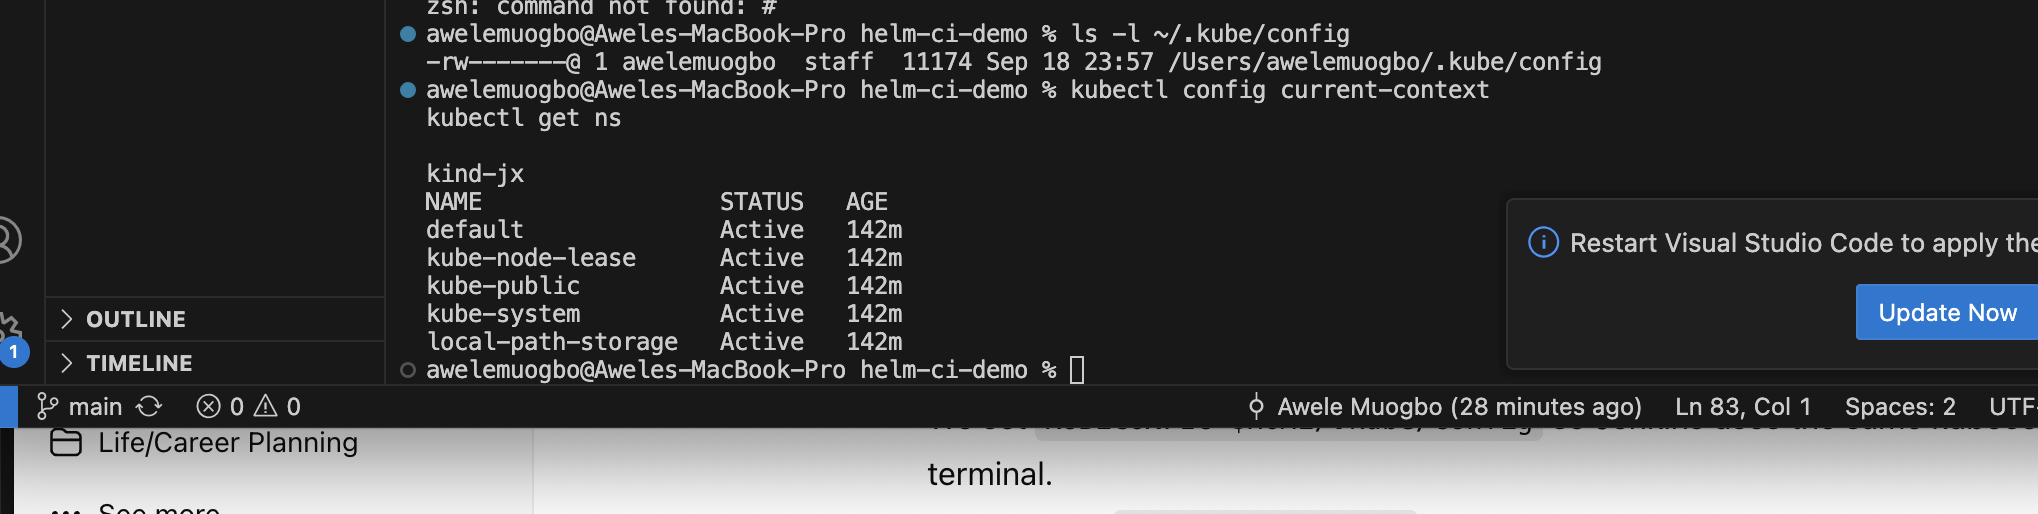 zsh: command not found: #
awelemuogbo@Aweles-MacBook-Pro helm-ci-demo % ls -l ~/.kube/config
-rw-------@ 1 awelemuogbo  staff  11174 Sep 18 23:57 /Users/awelemuogbo/.kube/config
awelemuogbo@Aweles-MacBook-Pro helm-ci-demo % kubectl config current-context
kubectl get ns
kind-jx
NAME STATUS AGE
default Active 142m
kube-node-lease Active 142m
kube-public Active 142m
kube-system Active 142m
local-path-storage Active 142m
awelemuogbo@Aweles-MacBook-Pro helm-ci-demo %
OUTLINE
TIMELINE
1
Restart Visual Studio Code to apply the
Update Now
main 0 0
Awele Muogbo (28 minutes ago) Ln 83, Col 1 Spaces: 2 UTF-
Life/Career Planning
See more
terminal.